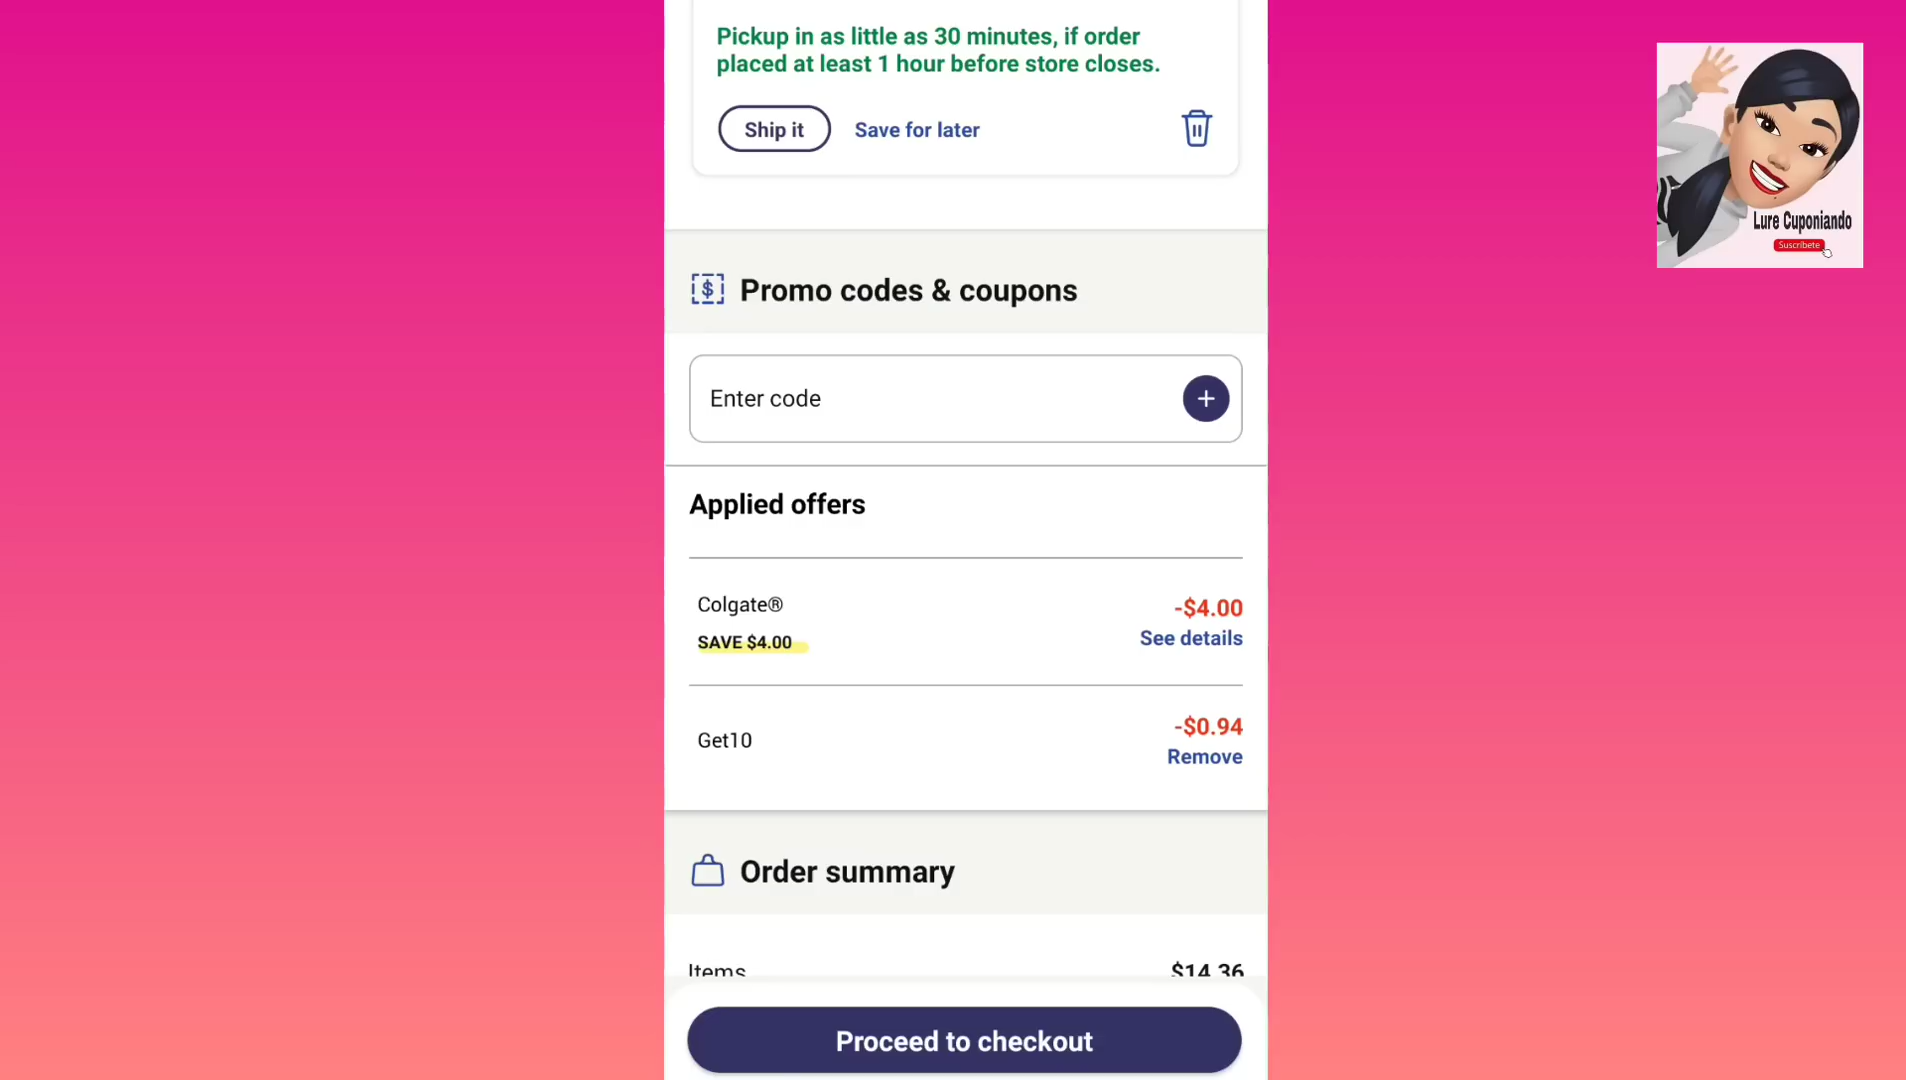 Pickup in as little as 30 minutes, if order
placed at least 1 hour before store closes.
Ship it
Save for later
Lure Cuponiando
Suscríbete
$
Promo codes & coupons
Enter code
+
Applied offers
Colgate®
-$4.00
SAVE $4.00
See details
Get10
-$0.94
Remove
Order summary
Items
$14.36
Proceed to checkout